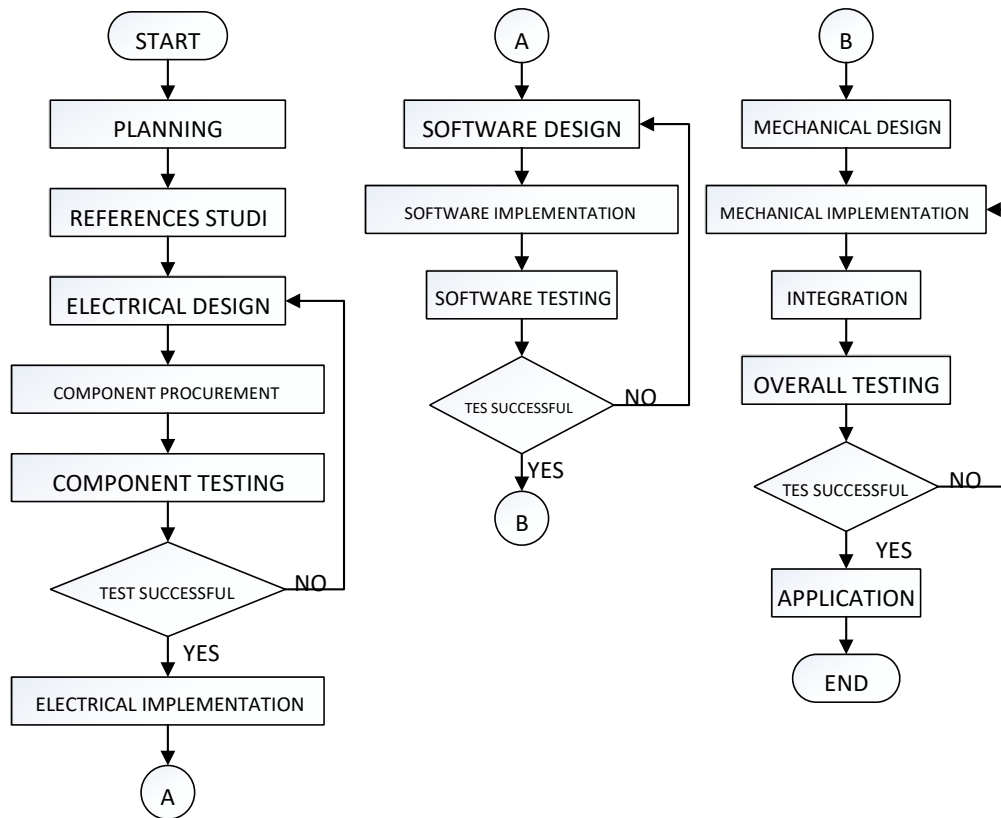 START
PLANNING
REFERENCES STUDI
ELECTRICAL DESIGN
COMPONENT PROCUREMENT
COMPONENT TESTING
TEST SUCCESSFUL
NO
YES
ELECTRICAL IMPLEMENTATION
A
A
SOFTWARE DESIGN
SOFTWARE IMPLEMENTATION
SOFTWARE TESTING
TES SUCCESSFUL
NO
YES
B
B
MECHANICAL DESIGN
MECHANICAL IMPLEMENTATION
INTEGRATION
OVERALL TESTING
TES SUCCESSFUL
NO
YES
APPLICATION
END